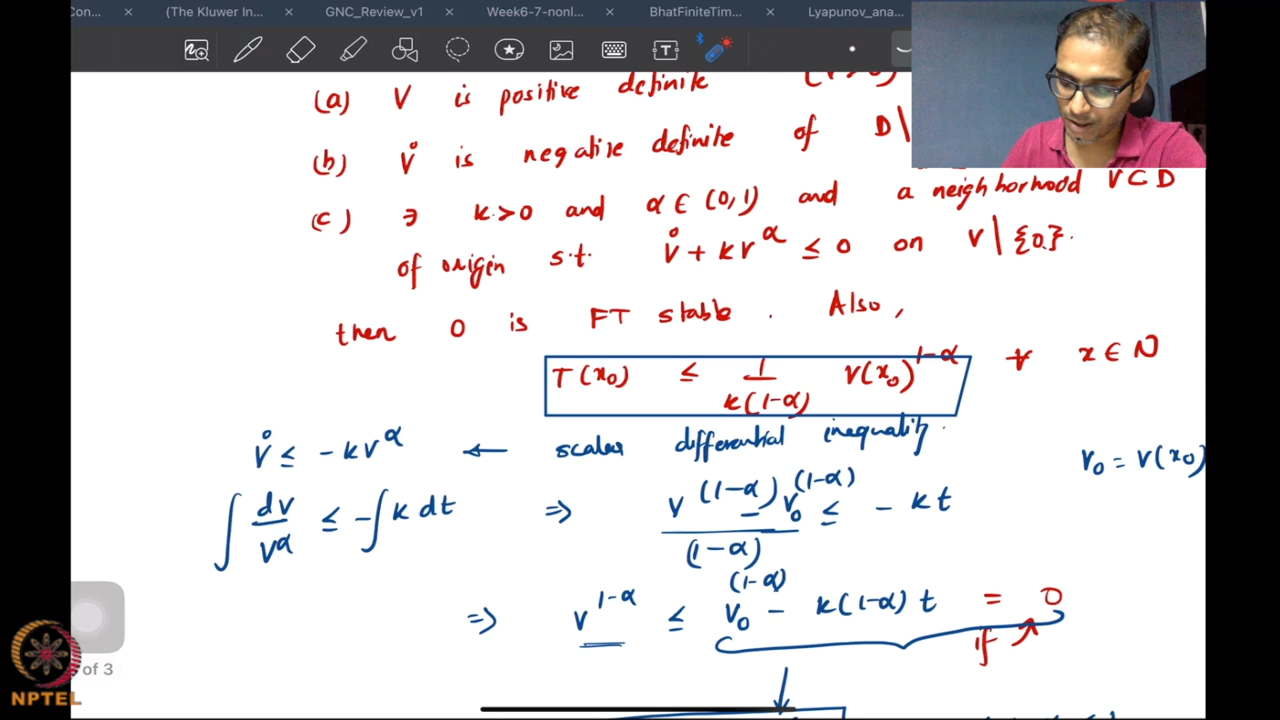 Con... (The Kluwer In... GNC_Review_v1 Week6-7-nonl... BhatFiniteTim... Lyapunov_ana...
(a) V is positive definite
(b) V̇ is negative definite of D\
(c) ∃ k>0 and α ∈ (0,1) and a neighborhood V⊂D
of origin s.t. V̇ + kV^α ≤ 0 on V\{0}.
then 0 is FT stable. Also,
T(x₀) ≤ 1/k(1-α) V(x₀)^1-α ∀ x ∈ N
V̇ ≤ -kV^α ← scalar differential inequality.
V₀ = V(x₀)
∫ dV/V^α ≤ -∫ k dt ⇒ V^(1-α) - V₀^(1-α)/(1-α) ≤ -kt
⇒ V^1-α ≤ V₀^(1-α) - k(1-α)t = 0
if
of 3
NPTEL